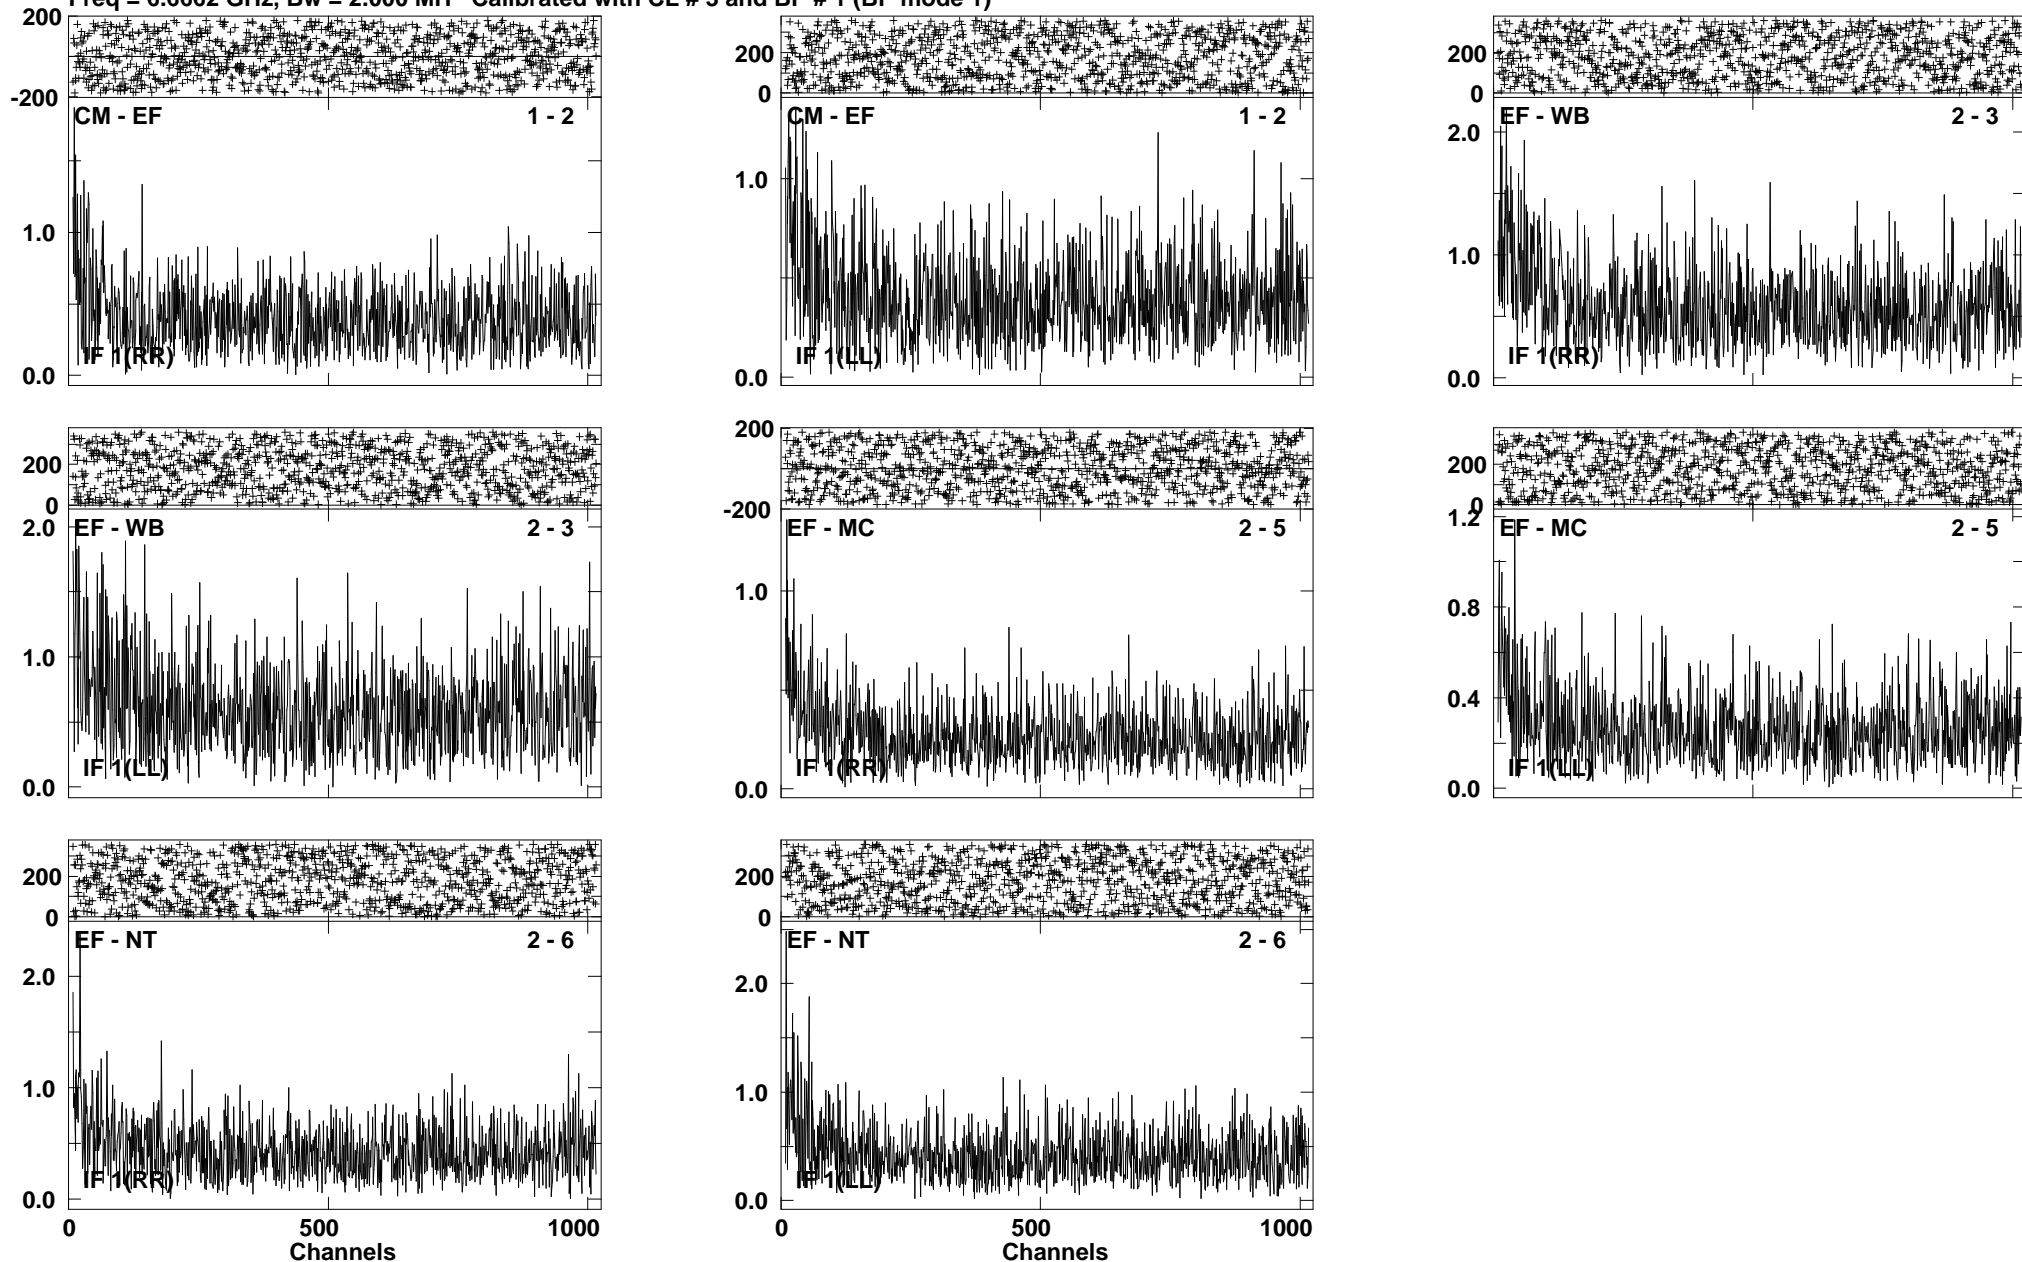 Freq = 6.6662 GHz, Bw = 2.000 MH Calibrated with CL # 3 and BP # 1 (BP mode 1)
200
-200
CM - EF 1 - 2
1.0
0.0
IF 1(RR)
200
0
CM - EF 1 - 2
1.0
0.0
IF 1(LL)
200
0
EF - WB 2 - 3
2.0
1.0
0.0
IF 1(RR)
200
0
EF - WB 2 - 3
2.0
1.0
0.0
IF 1(LL)
200
-200
EF - MC 2 - 5
1.0
0.0
IF 1(RR)
200
0
1.2
EF - MC 2 - 5
0.8
0.4
0.0
IF 1(LL)
200
0
EF - NT 2 - 6
2.0
1.0
0.0
IF 1(RR)
0 500 1000
Channels
200
0
EF - NT 2 - 6
2.0
1.0
0.0
IF 1(LL)
0 500 1000
Channels